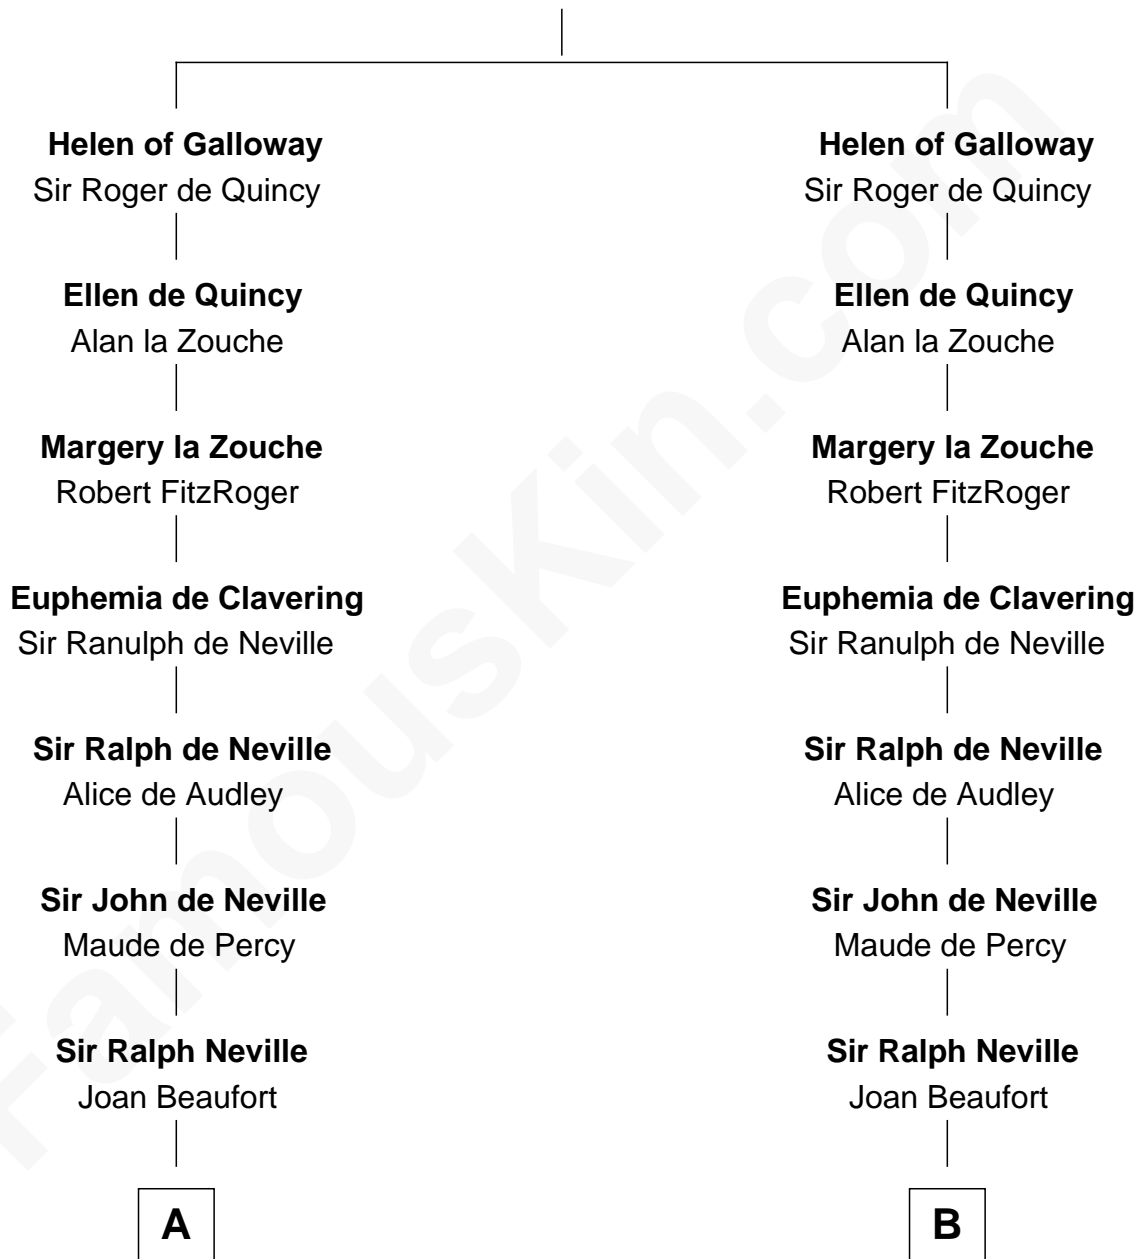 Helen of Galloway
Sir Roger de Quincy
Ellen de Quincy
Alan la Zouche
Margery la Zouche
Robert FitzRoger
Euphemia de Clavering
Sir Ranulph de Neville
Sir Ralph de Neville
Alice de Audley
Sir John de Neville
Maude de Percy
Sir Ralph Neville
Joan Beaufort
A
Helen of Galloway
Sir Roger de Quincy
Ellen de Quincy
Alan la Zouche
Margery la Zouche
Robert FitzRoger
Euphemia de Clavering
Sir Ranulph de Neville
Sir Ralph de Neville
Alice de Audley
Sir John de Neville
Maude de Percy
Sir Ralph Neville
Joan Beaufort
B
FamousKin.com